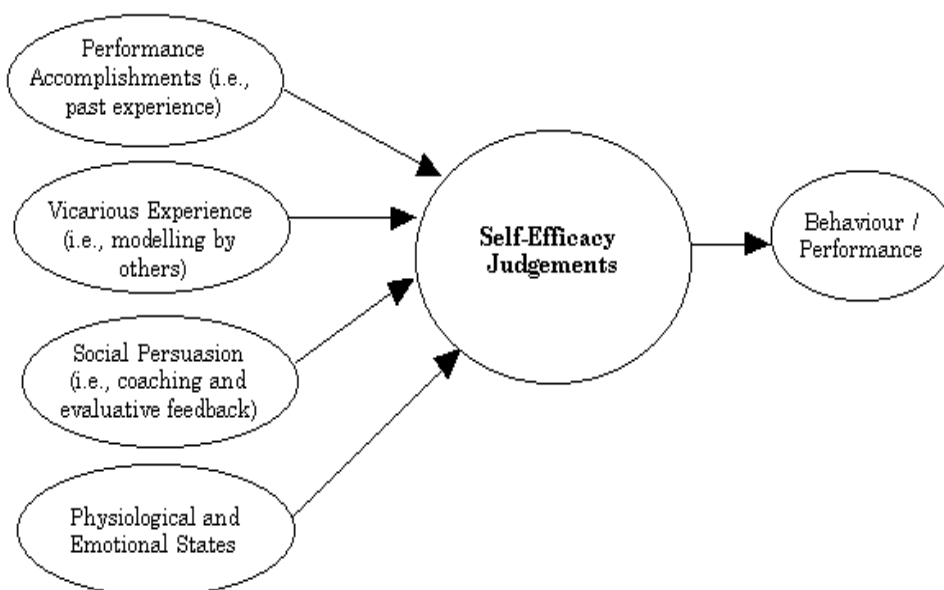 Performance
Accomplishments (i.e.,
past experience)
Vicarious Experience
(i.e., modelling by
others)
Social Persuasion
(i.e., coaching and
evaluative feedback)
Physiological and
Emotional States
Self-Efficacy
Judgements
Behaviour /
Performance